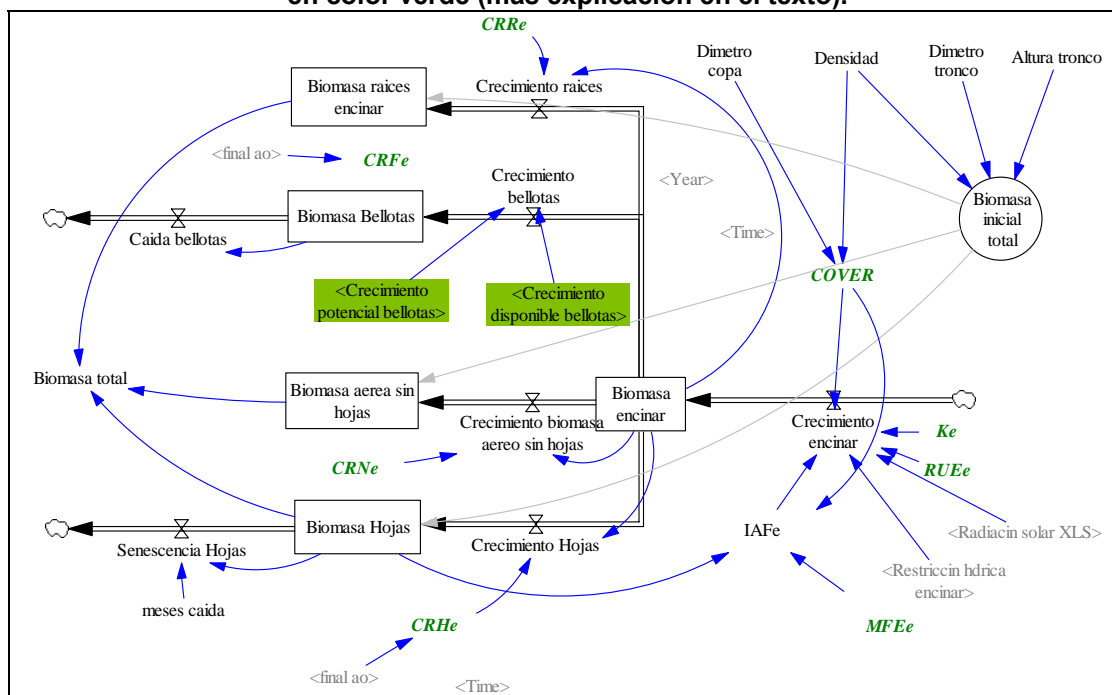 en color verde (más explicación en el texto).
CRRe
Dimetro
copa
Densidad
Dimetro
tronco
Altura tronco
Biomasa raices
encinar
Crecimiento raices
<final ao>
CRFe
Crecimiento
bellotas
<Year>
Biomasa
inicial
total
Biomasa Bellotas
Caida bellotas
<Time>
COVER
<Crecimiento
potencial bellotas>
<Crecimiento
disponible bellotas>
Biomasa total
Biomasa aerea sin
hojas
Biomasa
encinar
Crecimiento biomasa
aereo sin hojas
Crecimiento
encinar
Ke
CRNe
RUEe
Biomasa Hojas
Senescencia Hojas
Crecimiento Hojas
IAFe
<Radiacin solar XLS>
<Restriccin hdrica
encinar>
meses caida
CRHe
MFEe
<final ao>
<Time>